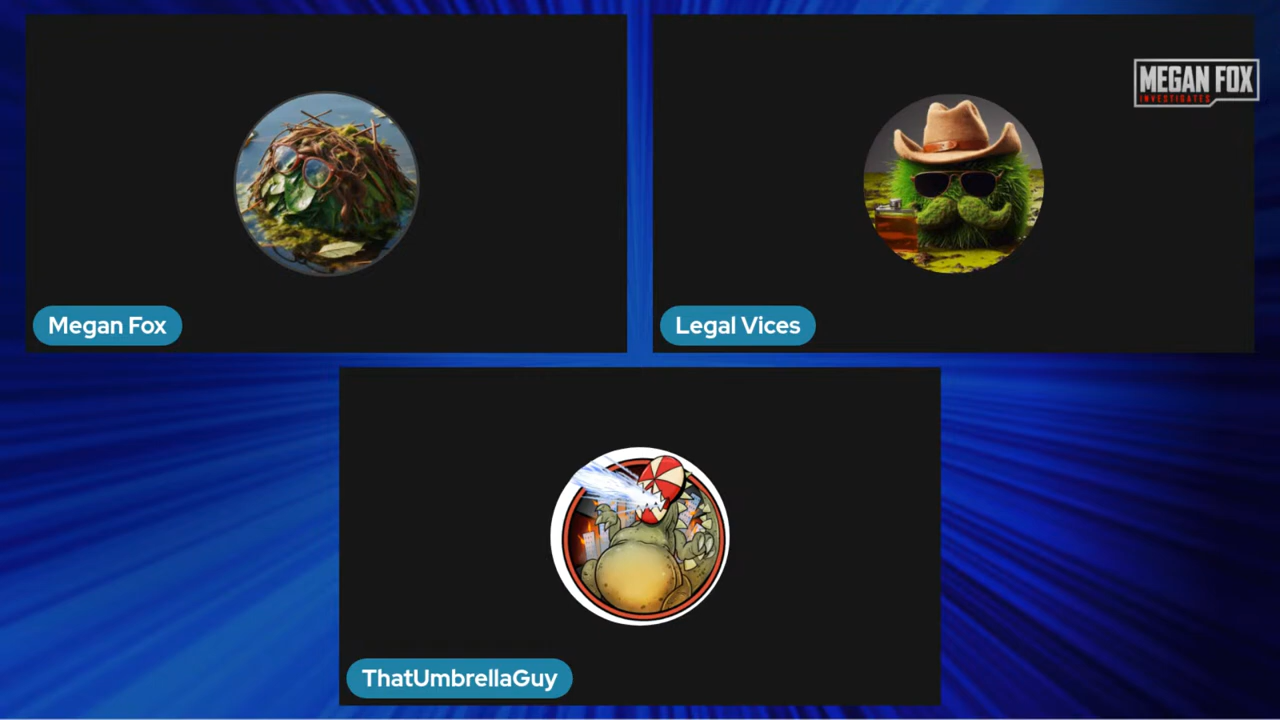 MEGAN FOX
INVESTIGATES
Megan Fox
Legal Vices
ThatUmbrellaGuy